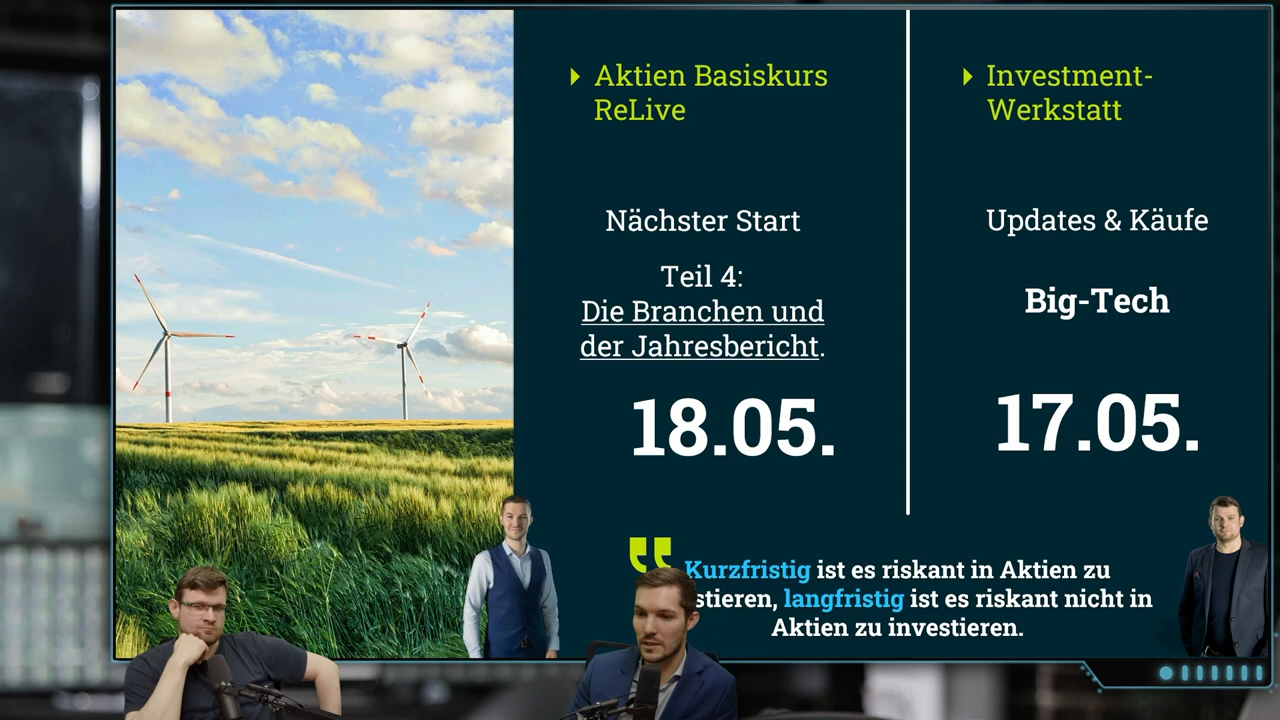 Aktien Basiskurs
ReLive
Nächster Start
Teil 4:
Die Branchen und
der Jahresbericht.
18.05.
Investment-
Werkstatt
Updates & Käufe
Big-Tech
17.05.
Kurzfristig ist es riskant in Aktien zu
stieren, langfristig ist es riskant nicht in
Aktien zu investieren.